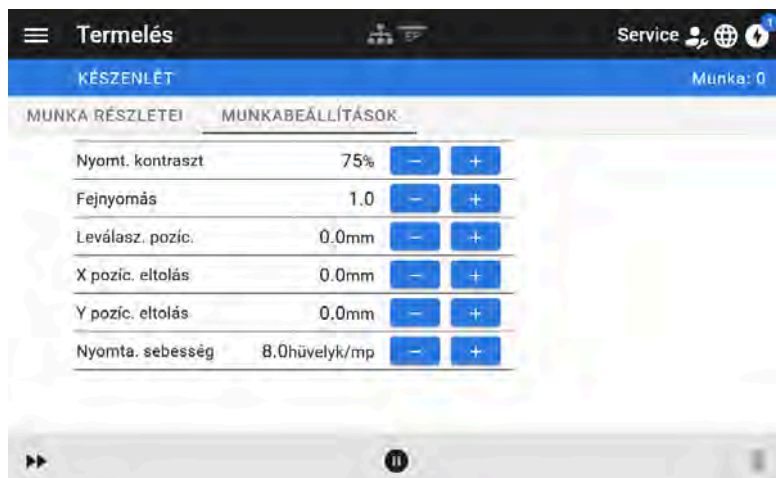 Termelés
Service
1
KÉSZENLÉT Munka: 0
MUNKA RÉSZLETEI MUNKABEÁLLÍTÁSOK
Nyomt. kontraszt 75% − +
Fejnyomás 1.0 − +
Leválasz. pozíc. 0.0mm − +
X pozíc. eltolás 0.0mm − +
Y pozíc. eltolás 0.0mm − +
Nyomta. sebesség 8.0hüvelyk/mp − +